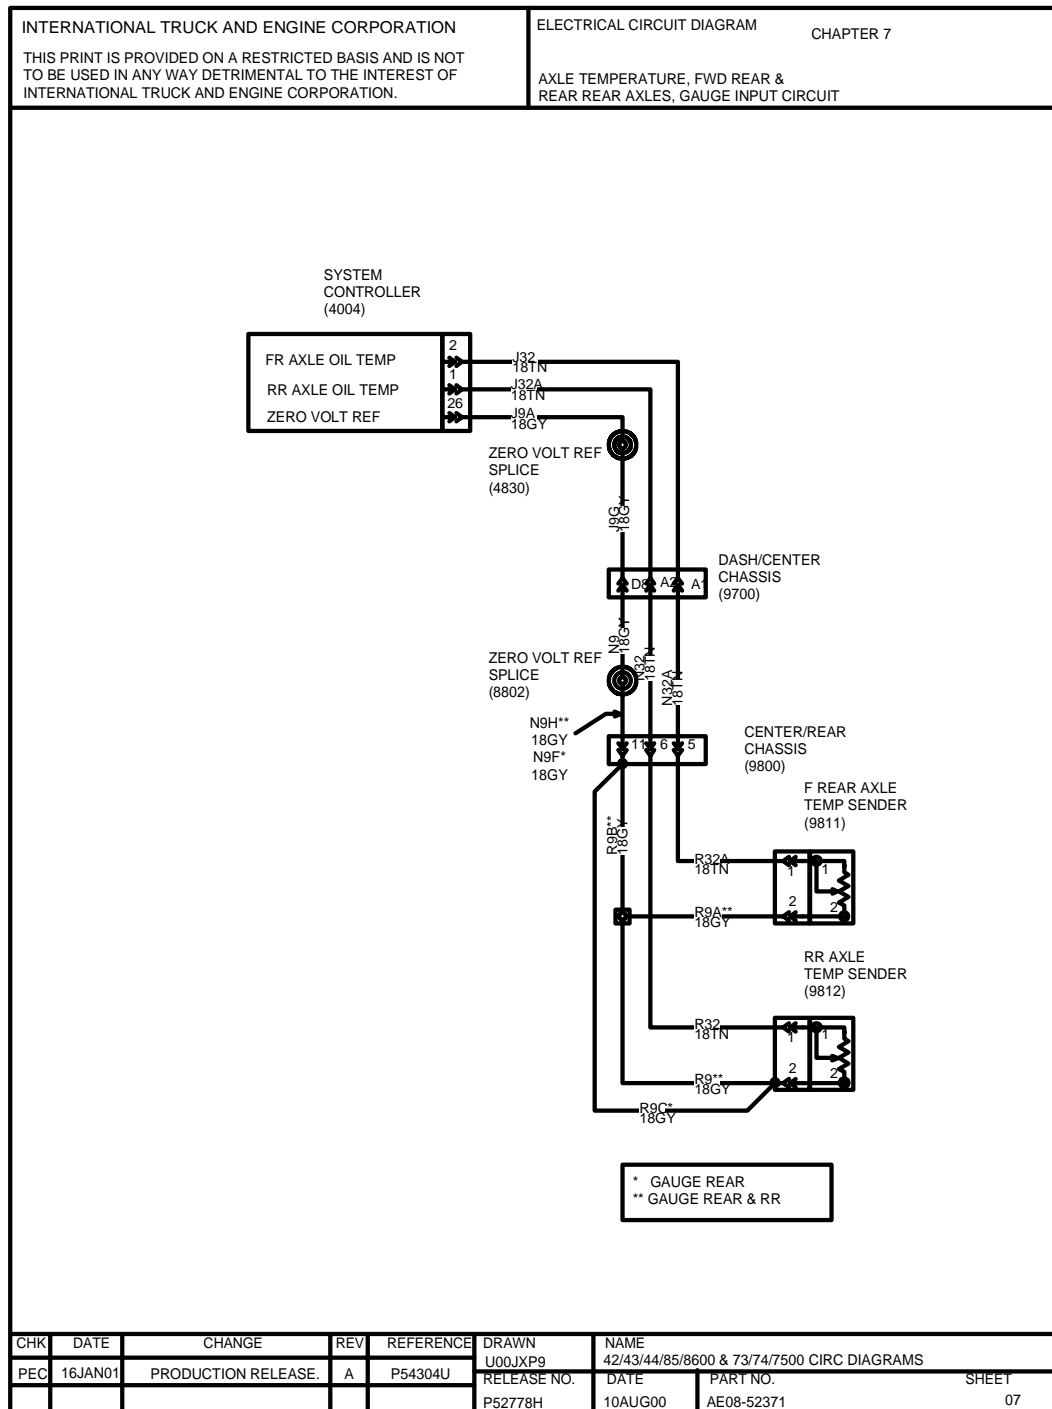 INTERNATIONAL TRUCK AND ENGINE CORPORATION
THIS PRINT IS PROVIDED ON A RESTRICTED BASIS AND IS NOT
TO BE USED IN ANY WAY DETRIMENTAL TO THE INTEREST OF
INTERNATIONAL TRUCK AND ENGINE CORPORATION.
ELECTRICAL CIRCUIT DIAGRAM
CHAPTER 7
AXLE TEMPERATURE, FWD REAR &
REAR REAR AXLES, GAUGE INPUT CIRCUIT
SYSTEM
CONTROLLER
(4004)
FR AXLE OIL TEMP
RR AXLE OIL TEMP
ZERO VOLT REF
2
1
26
J32
18TN
J32A
18TN
J9A
18GY
ZERO VOLT REF
SPLICE
(4830)
J9G
18GY
DASH/CENTER
CHASSIS
(9700)
D8
A2
A1
N9
18GY
N32
18TN
N32A
18TN
ZERO VOLT REF
SPLICE
(8802)
N9H**
18GY
N9F*
18GY
11
6
5
CENTER/REAR
CHASSIS
(9800)
F REAR AXLE
TEMP SENDER
(9811)
R9B**
18GY
R32A
18TN
1
1
R9A**
18GY
2
2
RR AXLE
TEMP SENDER
(9812)
R32
18TN
1
1
R9**
18GY
2
2
R9C*
18GY
* GAUGE REAR
** GAUGE REAR & RR
CHK DATE CHANGE REV REFERENCE
PEC 16JAN01 PRODUCTION RELEASE. A P54304U
DRAWN
U00JXP9
NAME
42/43/44/85/8600 & 73/74/7500 CIRC DIAGRAMS
RELEASE NO. DATE PART NO. SHEET
P52778H 10AUG00 AE08-52371 07